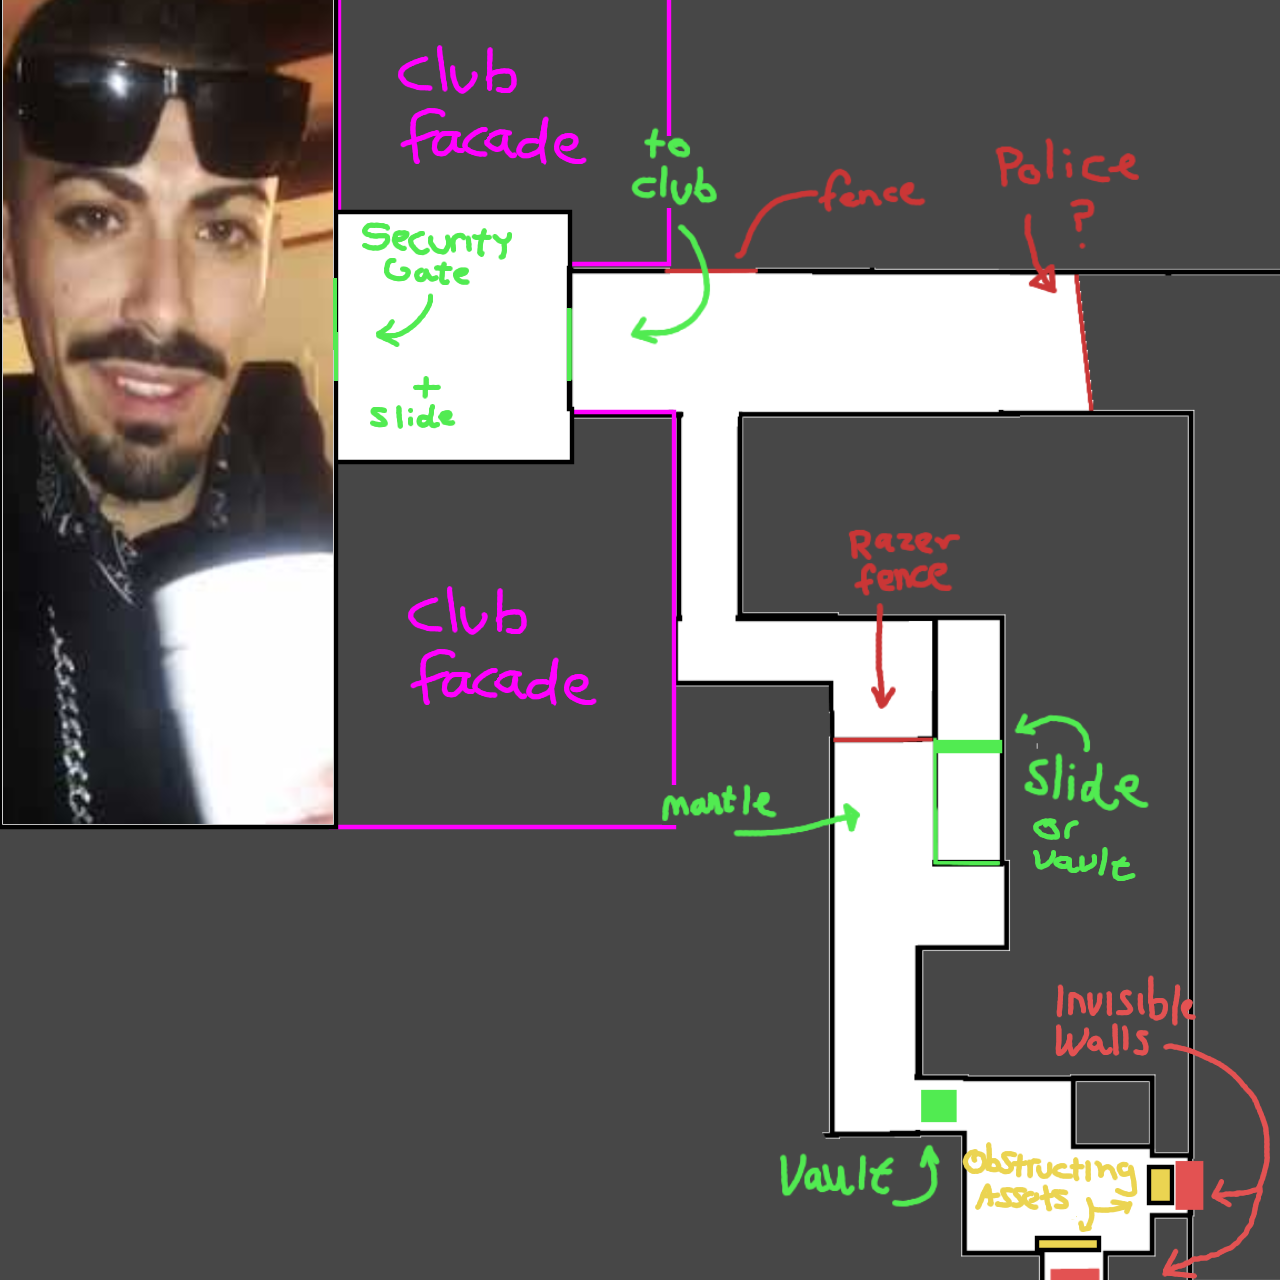 Club
facade
to
club
fence
Police
?
Security
Gate
+
Slide
Razer
fence
Club
facade
mantle
Slide
or
vault
Invisible
Walls
Vault
Obstructing
Assets